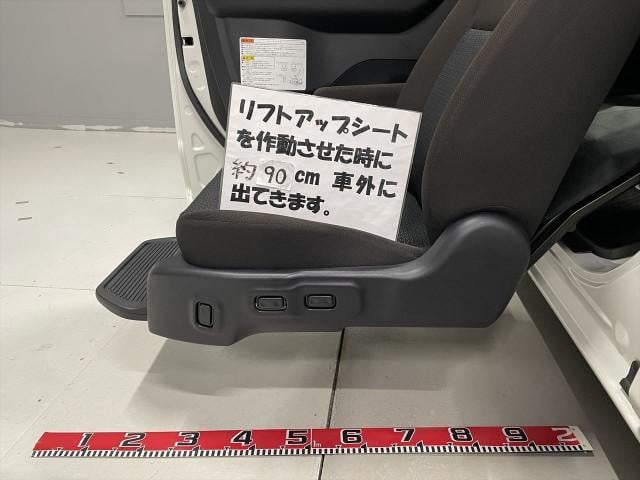 リフトアップシート
を作動させた時に
約90cm 車外に
出てきます。
1 2 3 4 5 1m 6 7 8 9 2